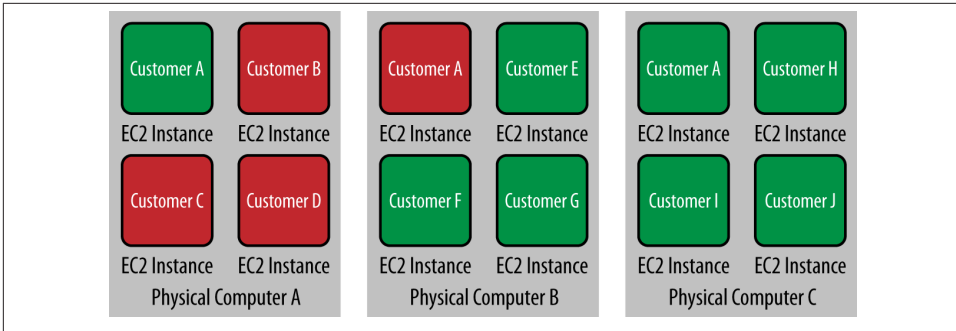 Customer A Customer B Customer A Customer E Customer A Customer H
EC2 Instance EC2 Instance EC2 Instance EC2 Instance EC2 Instance EC2 Instance
Customer C Customer D Customer F Customer G Customer I Customer J
EC2 Instance EC2 Instance EC2 Instance EC2 Instance EC2 Instance EC2 Instance
Physical Computer A Physical Computer B Physical Computer C